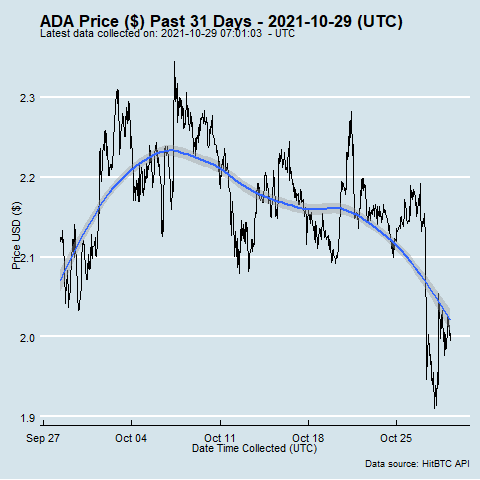 ADA Price ($) Past 31 Days - 2021-10-29 (UTC)
Latest data collected on: 2021-10-29 07:01:03  - UTC
Price USD ($)
2.3
2.2
2.1
2.0
1.9
Sep 27
Oct 04
Oct 11
Oct 18
Oct 25
Date Time Collected (UTC)
Data source: HitBTC API